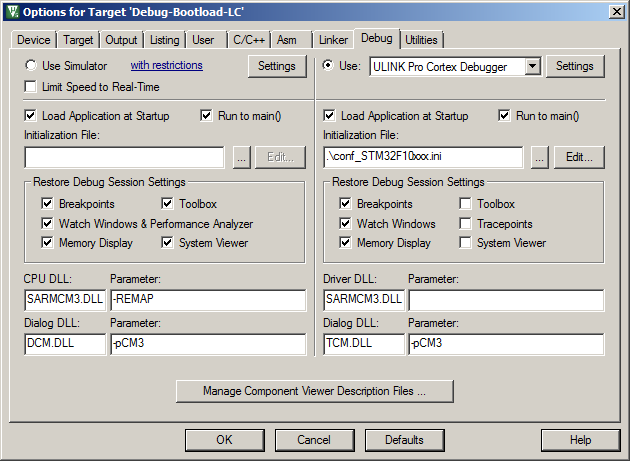 Options for Target 'Debug-Bootload-LC'
Device Target Output Listing User C/C++ Asm Linker Debug Utilities
Use Simulator with restrictions Settings
Limit Speed to Real-Time
Use: ULINK Pro Cortex Debugger Settings
Load Application at Startup Run to main()
Initialization File:
... Edit...
Restore Debug Session Settings
Breakpoints Toolbox
Watch Windows & Performance Analyzer
Memory Display System Viewer
CPU DLL: Parameter:
SARMCM3.DLL -REMAP
Dialog DLL: Parameter:
DCM.DLL -pCM3
Load Application at Startup Run to main()
Initialization File:
.\conf_STM32F10xxx.ini ... Edit...
Restore Debug Session Settings
Breakpoints Toolbox
Watch Windows Tracepoints
Memory Display System Viewer
Driver DLL: Parameter:
SARMCM3.DLL
Dialog DLL: Parameter:
TCM.DLL -pCM3
Manage Component Viewer Description Files ...
OK Cancel Defaults Help